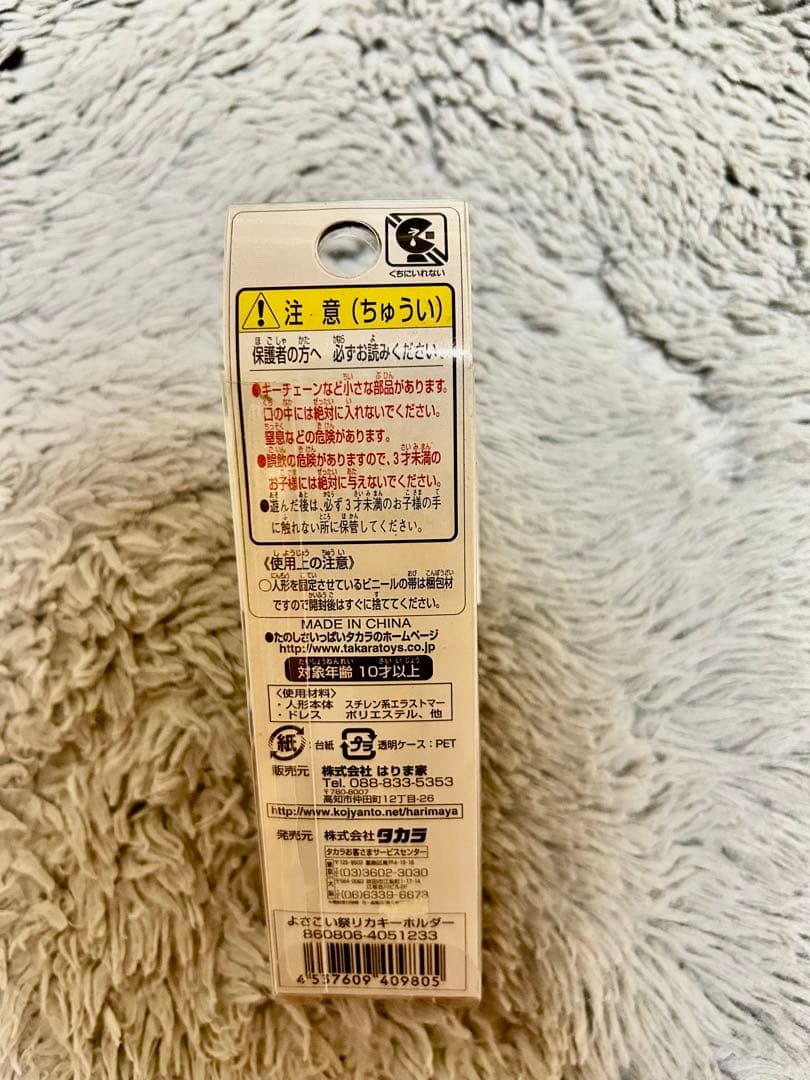 くちにいれない
注 意 (ちゅうい)
保護者の方へ 必ずお読みください。
●キーチェーンなど小さな部品があります。
口の中には絶対に入れないでください。
窒息などの危険があります。
●誤飲の危険がありますので、3才未満の
お子様には絶対に与えないでください。
●遊んだ後は、必ず3才未満のお子様の手
に触れない所に保管してください。
《使用上の注意》
○人形を固定させているビニールの帯は梱包材
ですので開封後はすぐに捨ててください。
MADE IN CHINA
●たのしさいっぱいタカラのホームページ
http://www.takaratoys.co.jp
対象年齢 10才以上
〈使用材料〉
・人形本体 スチレン系エラストマー
・ドレス ポリエステル、他
紙:台紙 プラ 透明ケース:PET
販売元 株式会社 はりま家
Tel. 088-833-5353
〒780-8007
高知市仲田町12丁目-26
http://www.kojyanto.net/harimaya
発売元 株式会社 タカラ
タカラお客さまサービスセンター
(03)3602-3030
(06)6339-6673
よさこい祭リカキーホルダー
860806-4051233
4 537609 409805